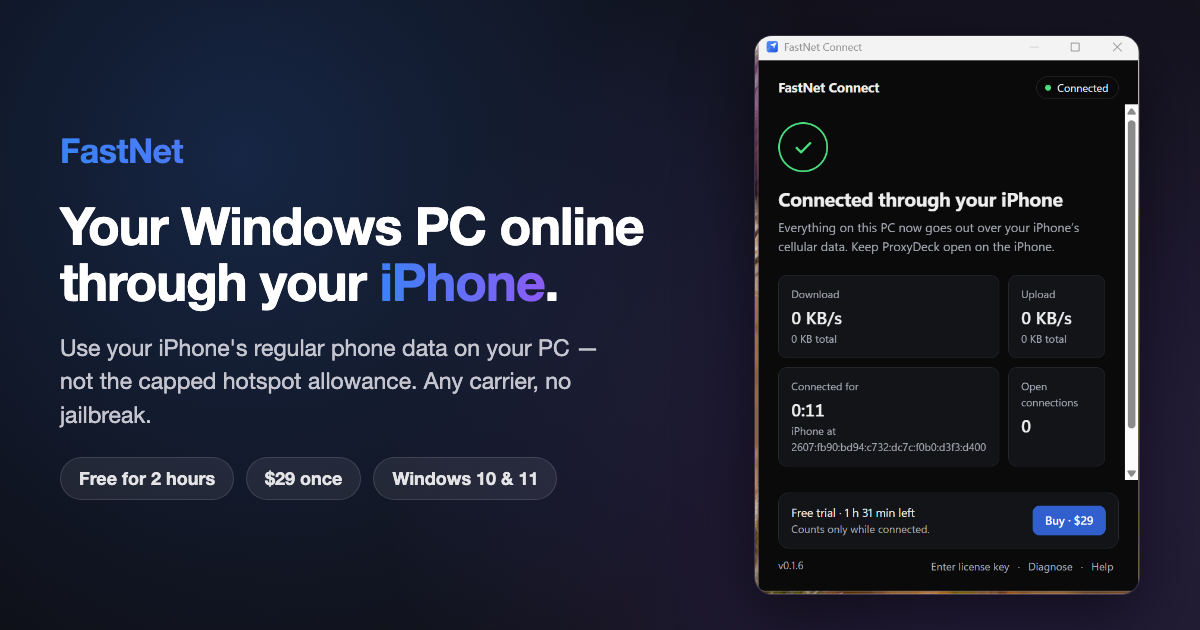 FastNet
Your Windows PC online
through your iPhone.
Use your iPhone's regular phone data on your PC —
not the capped hotspot allowance. Any carrier, no
jailbreak.
Free for 2 hours
$29 once
Windows 10 & 11
FastNet Connect
FastNet Connect
Connected
Connected through your iPhone
Everything on this PC now goes out over your iPhone's
cellular data. Keep ProxyDeck open on the iPhone.
Download
0 KB/s
0 KB total
Upload
0 KB/s
0 KB total
Connected for
0:11
iPhone at
2607:fb90:bd94:c732:dc7c:f0b0:d3f3:d400
Open
connections
0
Free trial · 1 h 31 min left
Counts only while connected.
Buy · $29
v0.1.6
Enter license key · Diagnose · Help